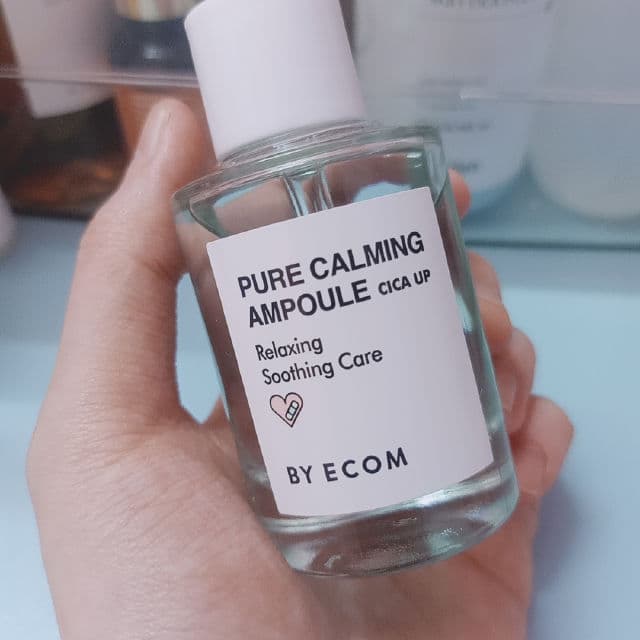 PURE CALMING
AMPOULE CICA UP
Relaxing
Soothing Care
BY ECOM